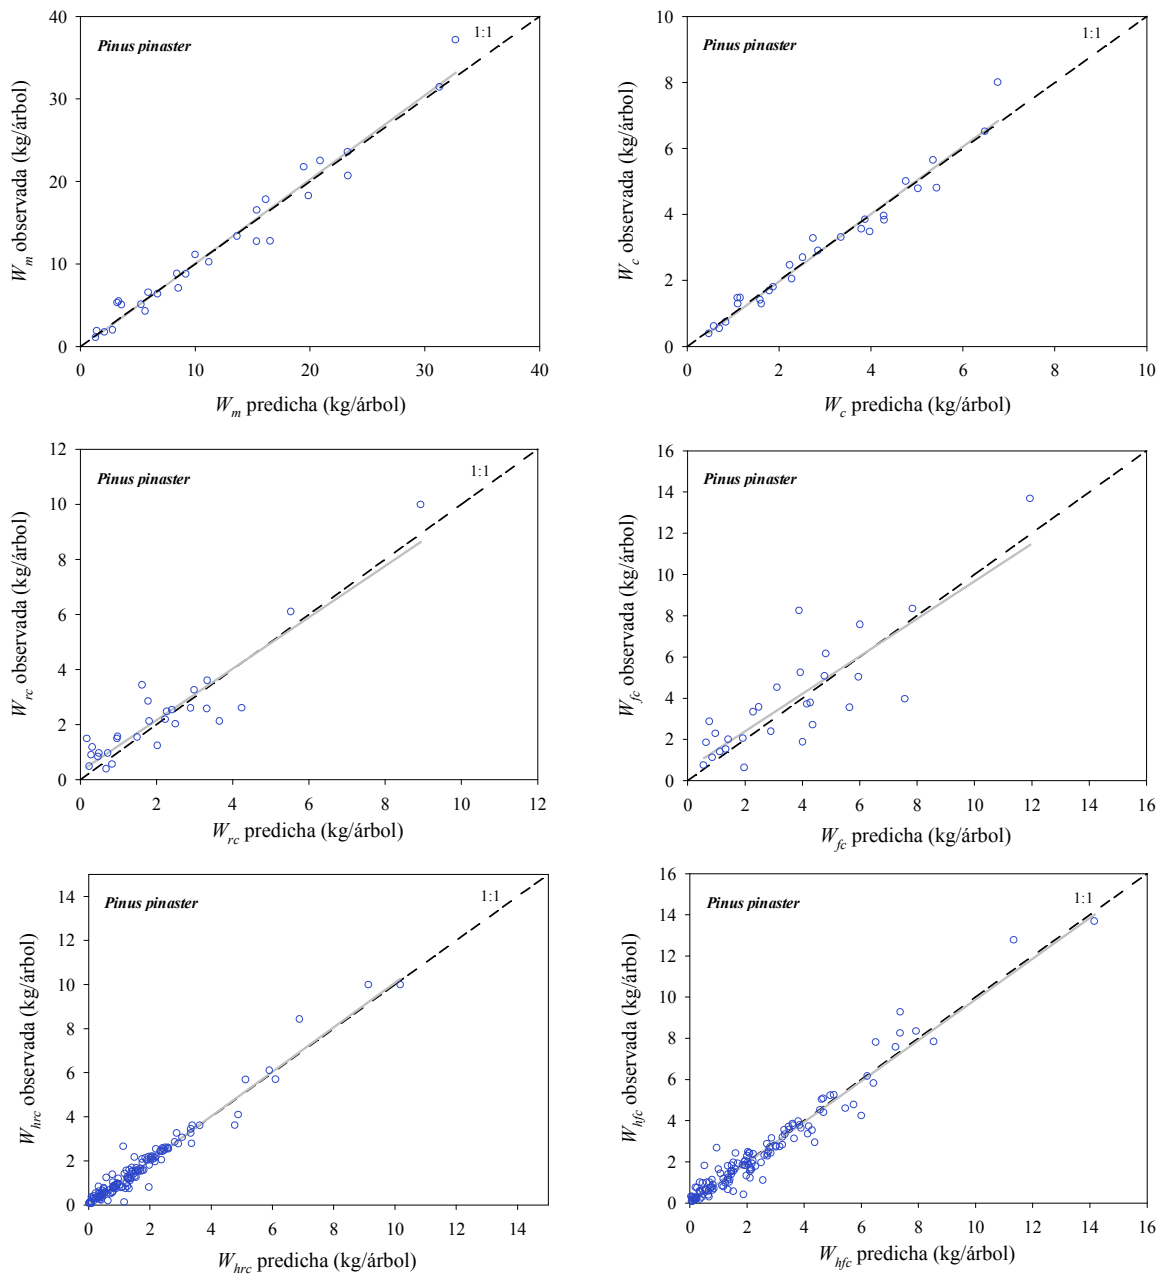 40
30
20
10
0
Pinus pinaster
1:1
W_m observada (kg/árbol)
0 10 20 30 40
W_m predicha (kg/árbol)
10
8
6
4
2
0
Pinus pinaster
1:1
W_c observada (kg/árbol)
0 2 4 6 8 10
W_c predicha (kg/árbol)
12
10
8
6
4
2
0
Pinus pinaster
1:1
W_rc observada (kg/árbol)
0 2 4 6 8 10 12
W_rc predicha (kg/árbol)
16
14
12
10
8
6
4
2
0
Pinus pinaster
1:1
W_fc observada (kg/árbol)
0 2 4 6 8 10 12 14 16
W_fc predicha (kg/árbol)
14
12
10
8
6
4
2
0
Pinus pinaster
1:1
W_hrc observada (kg/árbol)
0 2 4 6 8 10 12 14
W_hrc predicha (kg/árbol)
16
14
12
10
8
6
4
2
0
Pinus pinaster
1:1
W_hfc observada (kg/árbol)
0 2 4 6 8 10 12 14 16
W_hfc predicha (kg/árbol)